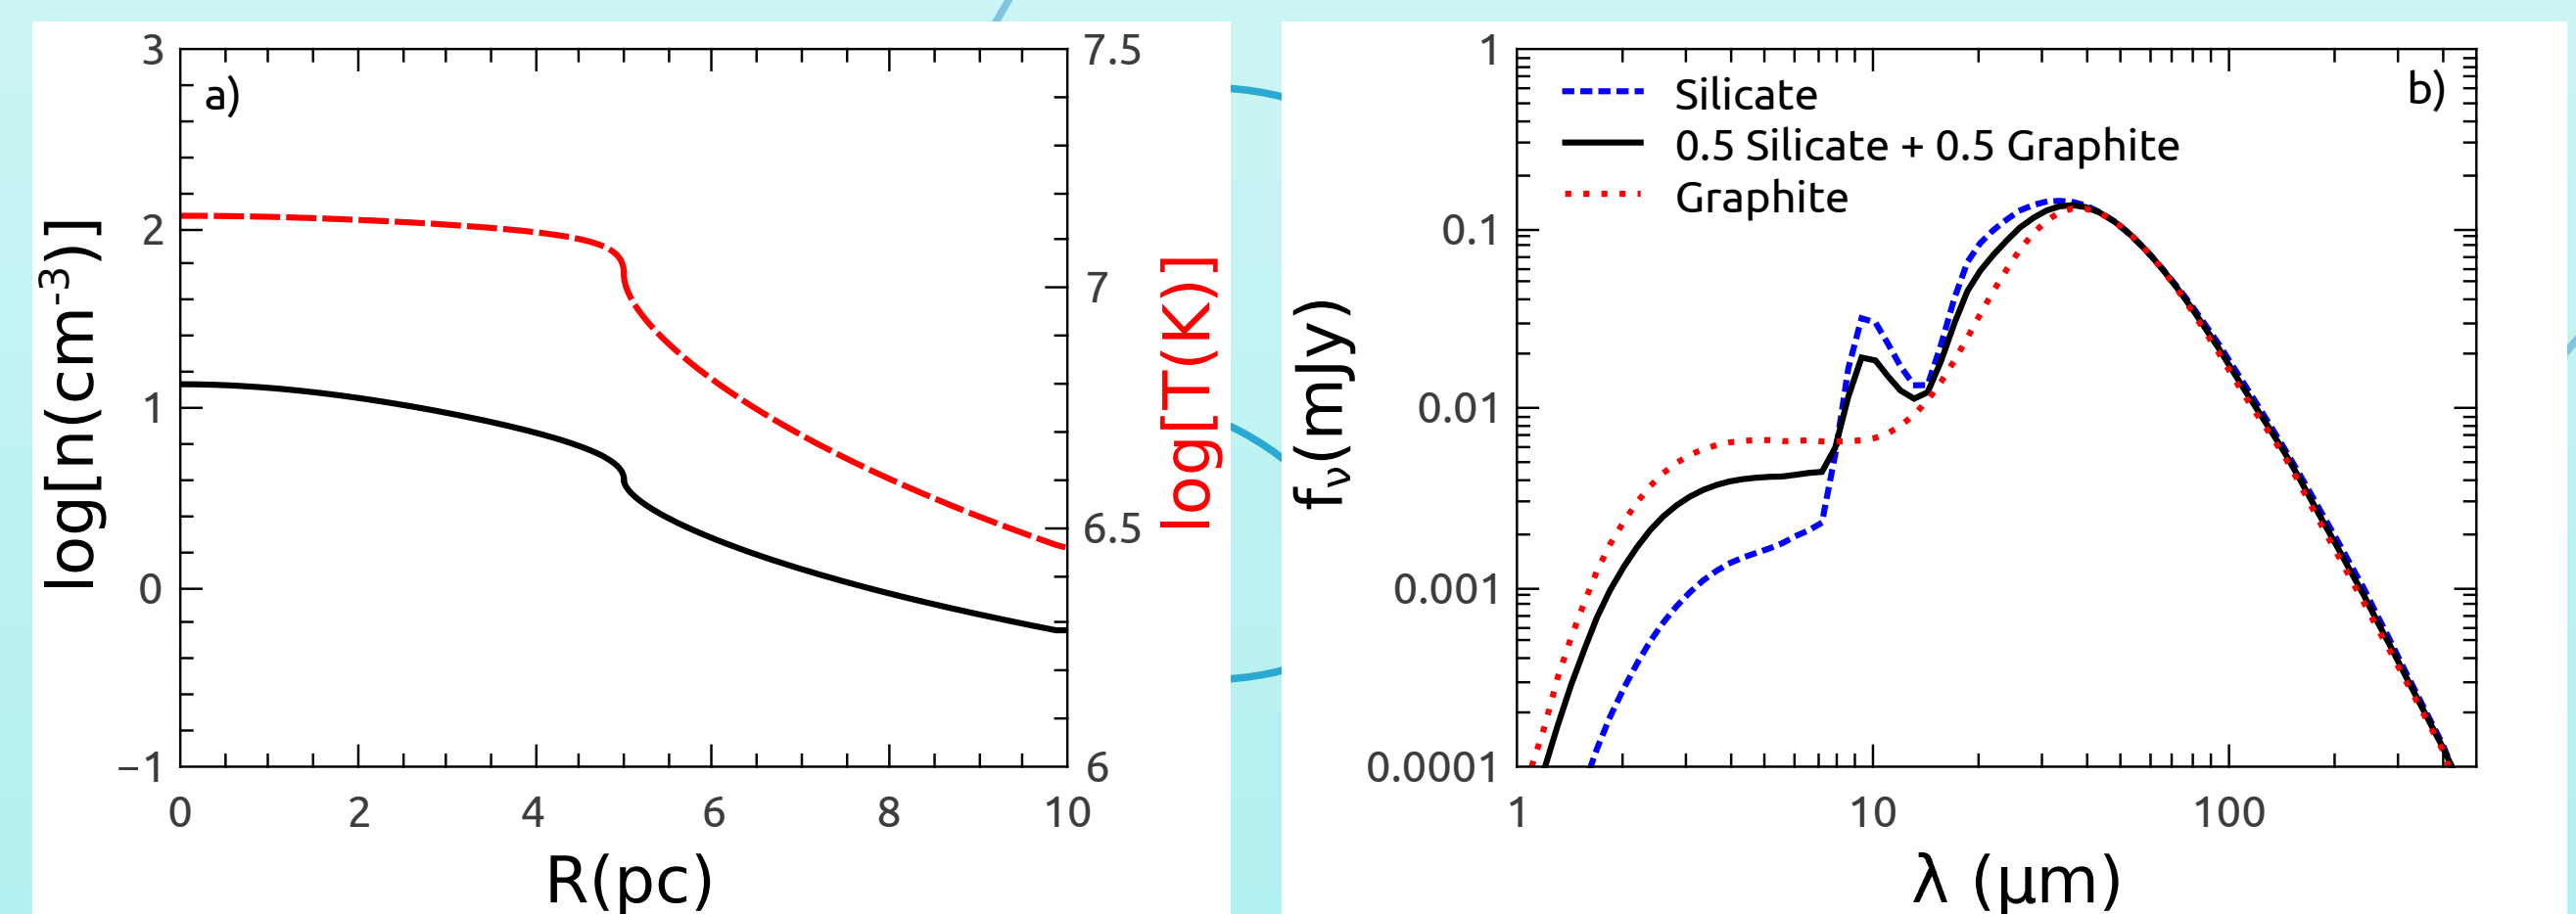 a)
3
2
1
0
−1
7.5
7
6.5
6
log[n(cm-3)]
log[T(K)]
0 2 4 6 8 10
R(pc)
b)
Silicate
0.5 Silicate + 0.5 Graphite
Graphite
1
0.1
0.01
0.001
0.0001
fν(mJy)
1 10 100
λ (μm)